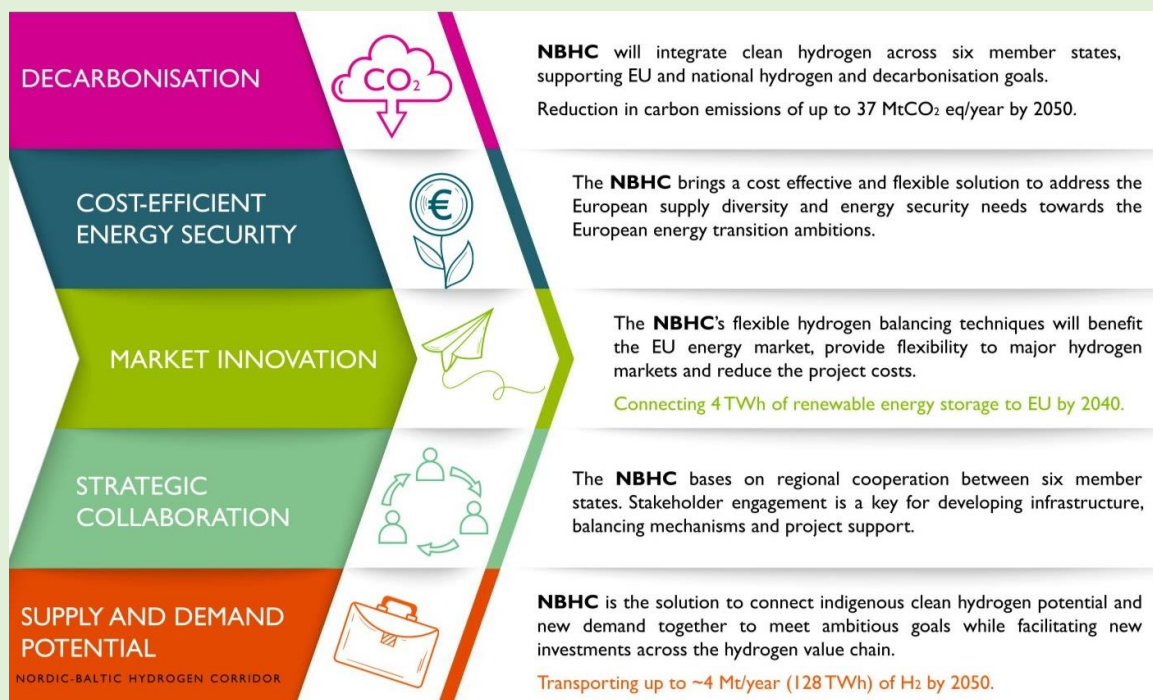 DECARBONISATION
CO₂
NBHC will integrate clean hydrogen across six member states,
supporting EU and national hydrogen and decarbonisation goals.
Reduction in carbon emissions of up to 37 MtCO₂ eq/year by 2050.
COST-EFFICIENT
ENERGY SECURITY
€
The NBHC brings a cost effective and flexible solution to address the
European supply diversity and energy security needs towards the
European energy transition ambitions.
MARKET INNOVATION
The NBHC's flexible hydrogen balancing techniques will benefit
the EU energy market, provide flexibility to major hydrogen
markets and reduce the project costs.
Connecting 4 TWh of renewable energy storage to EU by 2040.
STRATEGIC
COLLABORATION
The NBHC bases on regional cooperation between six member
states. Stakeholder engagement is a key for developing infrastructure,
balancing mechanisms and project support.
SUPPLY AND DEMAND
POTENTIAL
NORDIC-BALTIC HYDROGEN CORRIDOR
NBHC is the solution to connect indigenous clean hydrogen potential and
new demand together to meet ambitious goals while facilitating new
investments across the hydrogen value chain.
Transporting up to ~4 Mt/year (128 TWh) of H₂ by 2050.